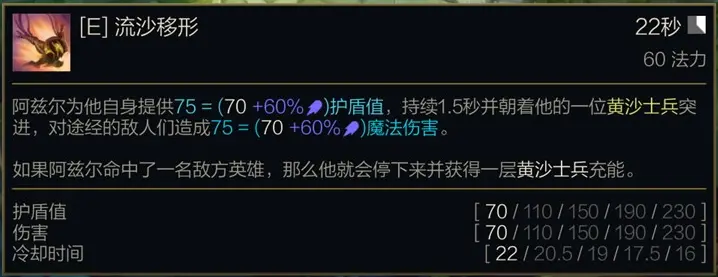 [E] 流沙移形 22秒
60 法力
阿兹尔为他自身提供75 = (70 +60%)护盾值，持续1.5秒并朝着他的一位黄沙士兵突
进，对途经的敌人们造成75 = (70 +60%)魔法伤害。
如果阿兹尔命中了一名敌方英雄，那么他就会停下来并获得一层黄沙士兵充能。
护盾值 [ 70 / 110 / 150 / 190 / 230 ]
伤害 [ 70 / 110 / 150 / 190 / 230 ]
冷却时间 [ 22 / 20.5 / 19 / 17.5 / 16 ]